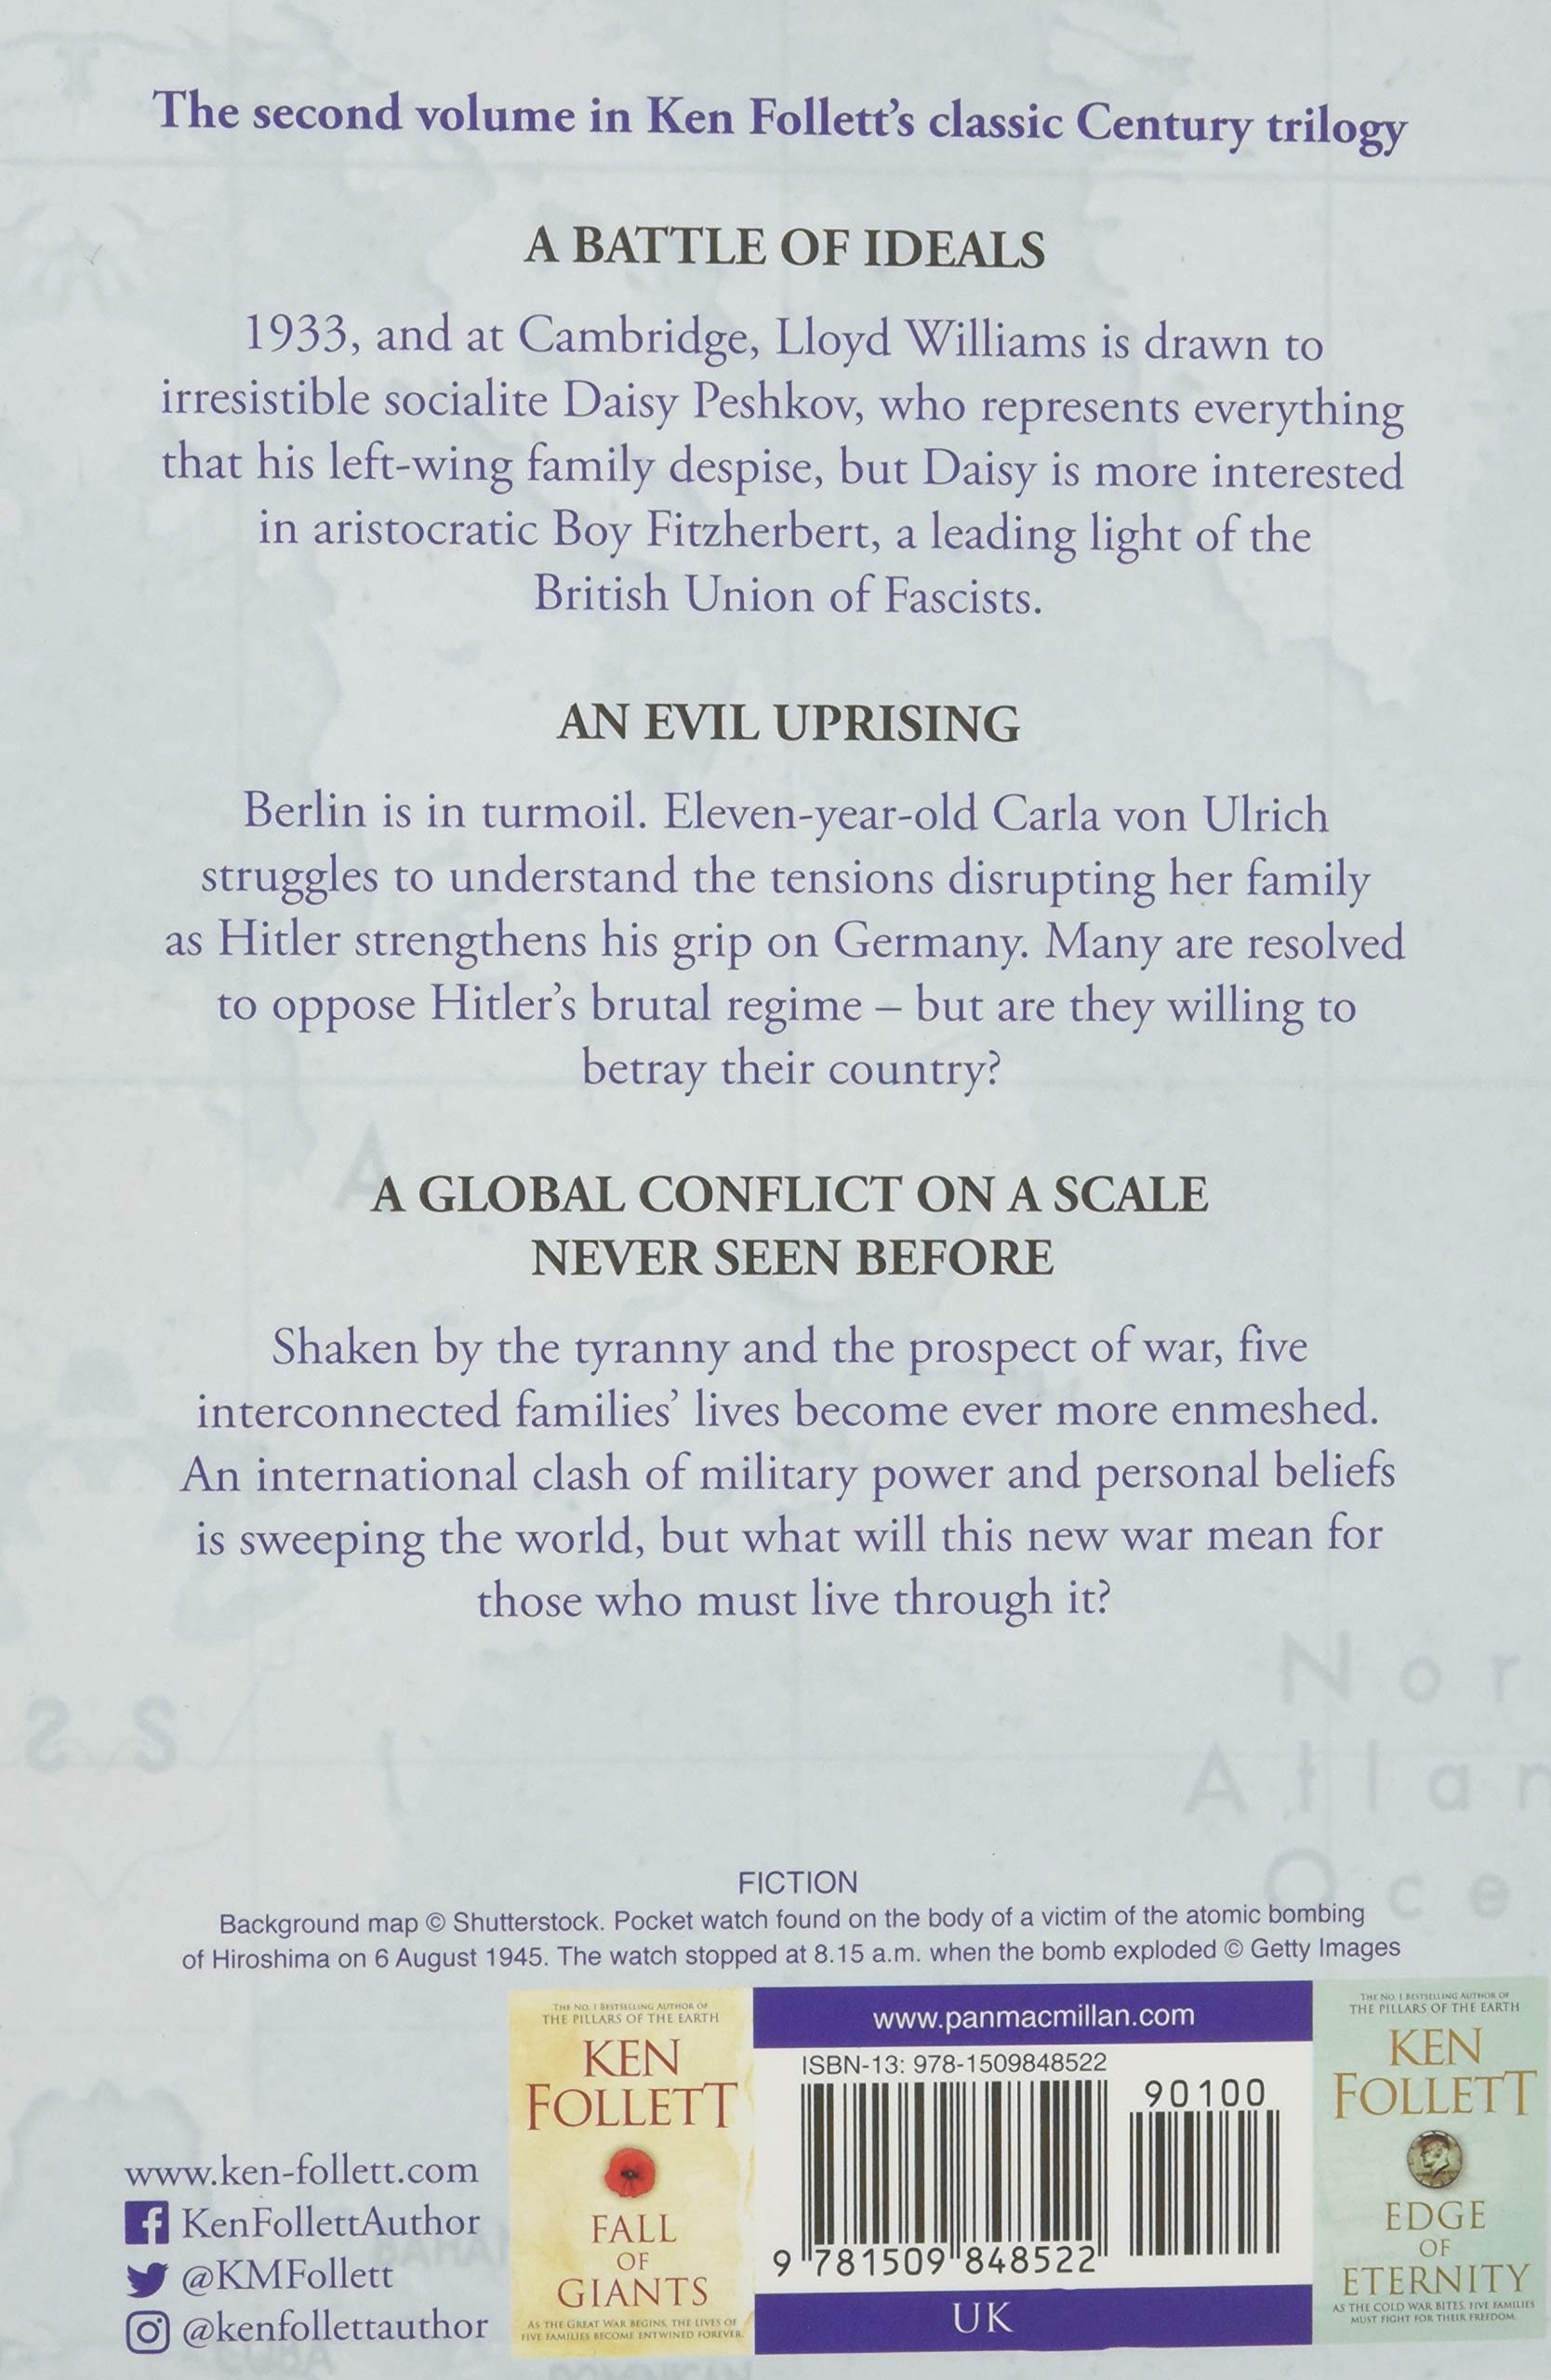 The second volume in Ken Follett's classic Century trilogy
A BATTLE OF IDEALS
1933, and at Cambridge, Lloyd Williams is drawn to
irresistible socialite Daisy Peshkov, who represents everything
that his left-wing family despise, but Daisy is more interested
in aristocratic Boy Fitzherbert, a leading light of the
British Union of Fascists.
AN EVIL UPRISING
Berlin is in turmoil. Eleven-year-old Carla von Ulrich
struggles to understand the tensions disrupting her family
as Hitler strengthens his grip on Germany. Many are resolved
to oppose Hitler's brutal regime – but are they willing to
betray their country?
A GLOBAL CONFLICT ON A SCALE
NEVER SEEN BEFORE
Shaken by the tyranny and the prospect of war, five
interconnected families' lives become ever more enmeshed.
An international clash of military power and personal beliefs
is sweeping the world, but what will this new war mean for
those who must live through it?
Nor
Atlan
Oce
FICTION
Background map © Shutterstock. Pocket watch found on the body of a victim of the atomic bombing
of Hiroshima on 6 August 1945. The watch stopped at 8.15 a.m. when the bomb exploded © Getty Images
www.ken-follett.com
KenFollettAuthor
@KMFollett
@kenfollettauthor
THE NO. 1 BESTSELLING AUTHOR OF
THE PILLARS OF THE EARTH
KEN
FOLLETT
FALL
OF
GIANTS
AS THE GREAT WAR BEGINS, THE LIVES OF
FIVE FAMILIES BECOME ENTWINED FOREVER.
www.panmacmillan.com
ISBN-13: 978-1509848522
90100
9 781509 848522
UK
THE NO. 1 BESTSELLING AUTHOR OF
THE PILLARS OF THE EARTH
KEN
FOLLETT
EDGE
OF
ETERNITY
AS THE COLD WAR BITES, FIVE FAMILIES
MUST FIGHT FOR THEIR FREEDOM.